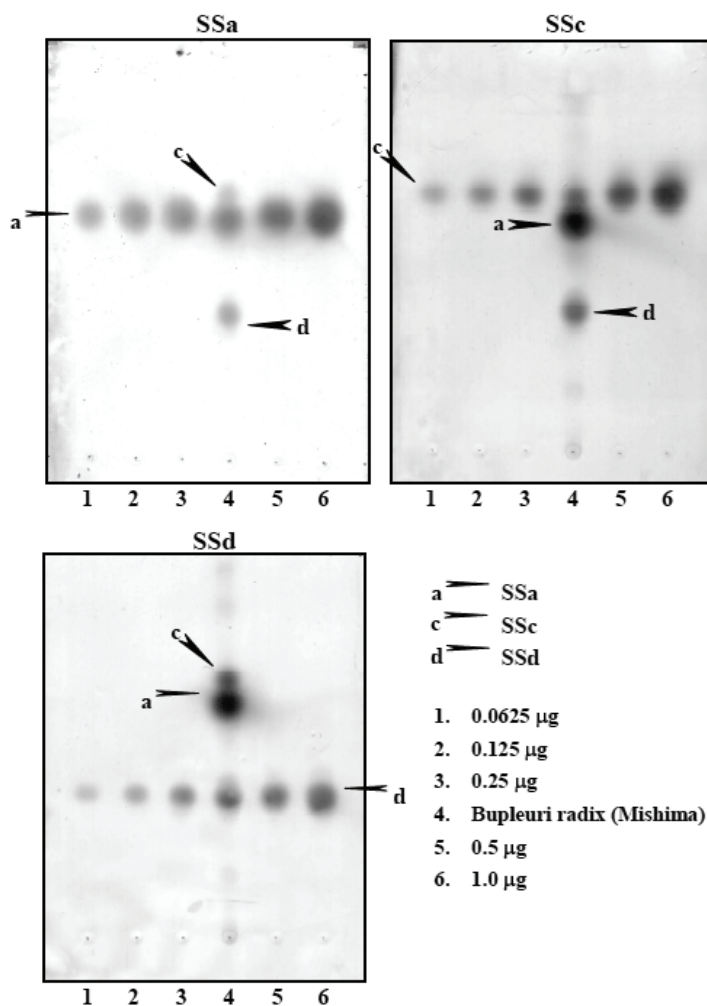 SSa
c
a
d
1 2 3 4 5 6
SSc
c
a
d
1 2 3 4 5 6
SSd
c
a
d
1 2 3 4 5 6
a SSa
c SSc
d SSd
1. 0.0625 µg
2. 0.125 µg
3. 0.25 µg
4. Bupleuri radix (Mishima)
5. 0.5 µg
6. 1.0 µg